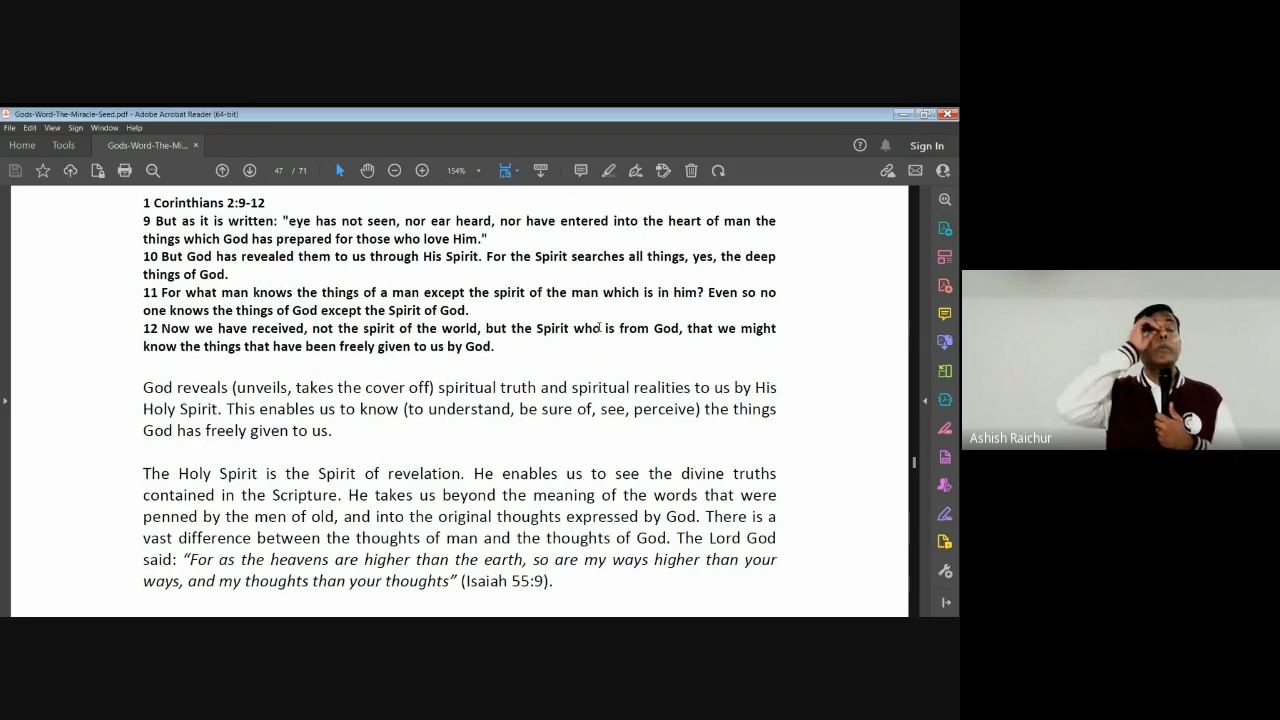 Gods-Word-The-Miracle-Seed.pdf - Adobe Acrobat Reader (64-bit)
File Edit View Sign Window Help
Home Tools Gods-Word-The-Mi... × Sign In
47 / 71 154%
1 Corinthians 2:9-12
9 But as it is written: "eye has not seen, nor ear heard, nor have entered into the heart of man the
things which God has prepared for those who love Him."
10 But God has revealed them to us through His Spirit. For the Spirit searches all things, yes, the deep
things of God.
11 For what man knows the things of a man except the spirit of the man which is in him? Even so no
one knows the things of God except the Spirit of God.
12 Now we have received, not the spirit of the world, but the Spirit who is from God, that we might
know the things that have been freely given to us by God.
God reveals (unveils, takes the cover off) spiritual truth and spiritual realities to us by His
Holy Spirit. This enables us to know (to understand, be sure of, see, perceive) the things
God has freely given to us.
The Holy Spirit is the Spirit of revelation. He enables us to see the divine truths
contained in the Scripture. He takes us beyond the meaning of the words that were
penned by the men of old, and into the original thoughts expressed by God. There is a
vast difference between the thoughts of man and the thoughts of God. The Lord God
said: “For as the heavens are higher than the earth, so are my ways higher than your
ways, and my thoughts than your thoughts” (Isaiah 55:9).
Ashish Raichur